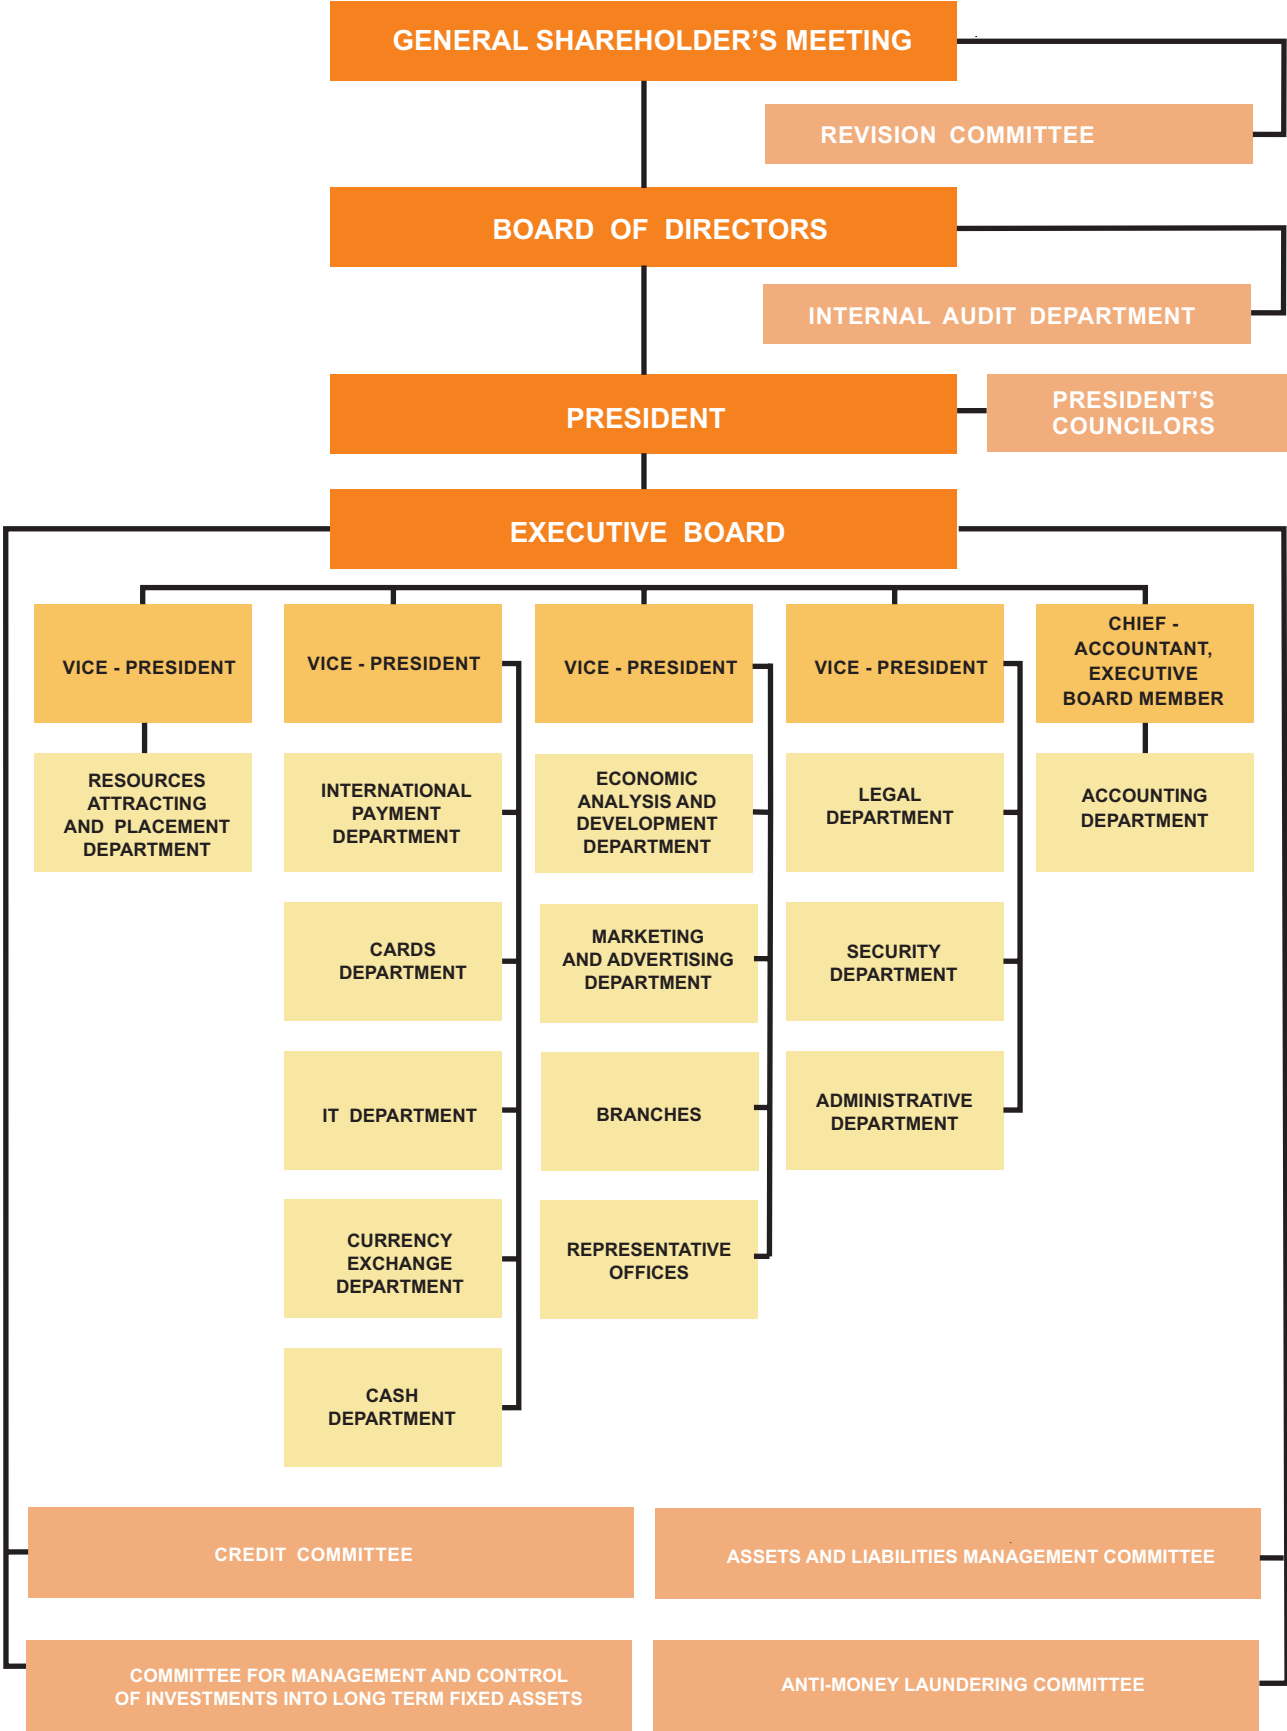 GENERAL SHAREHOLDER’S MEETING
REVISION COMMITTEE
BOARD OF DIRECTORS
INTERNAL AUDIT DEPARTMENT
PRESIDENT
PRESIDENT’S
COUNCILORS
EXECUTIVE BOARD
VICE - PRESIDENT
VICE - PRESIDENT
VICE - PRESIDENT
VICE - PRESIDENT
CHIEF -
ACCOUNTANT,
EXECUTIVE
BOARD MEMBER
RESOURCES
ATTRACTING
AND PLACEMENT
DEPARTMENT
INTERNATIONAL
PAYMENT
DEPARTMENT
ECONOMIC
ANALYSIS AND
DEVELOPMENT
DEPARTMENT
LEGAL
DEPARTMENT
ACCOUNTING
DEPARTMENT
CARDS
DEPARTMENT
MARKETING
AND ADVERTISING
DEPARTMENT
SECURITY
DEPARTMENT
IT DEPARTMENT
BRANCHES
ADMINISTRATIVE
DEPARTMENT
CURRENCY
EXCHANGE
DEPARTMENT
REPRESENTATIVE
OFFICES
CASH
DEPARTMENT
CREDIT COMMITTEE
ASSETS AND LIABILITIES MANAGEMENT COMMITTEE
COMMITTEE FOR MANAGEMENT AND CONTROL
OF INVESTMENTS INTO LONG TERM FIXED ASSETS
ANTI-MONEY LAUNDERING COMMITTEE